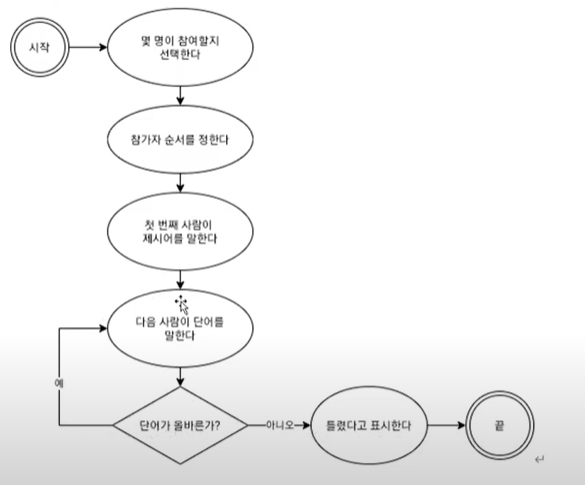 시작
몇 명이 참여할지
선택한다
참가자 순서를 정한다
첫 번째 사람이
제시어를 말한다
다음 사람이 단어를
말한다
예
단어가 올바른가?
아니오
틀렸다고 표시한다
끝